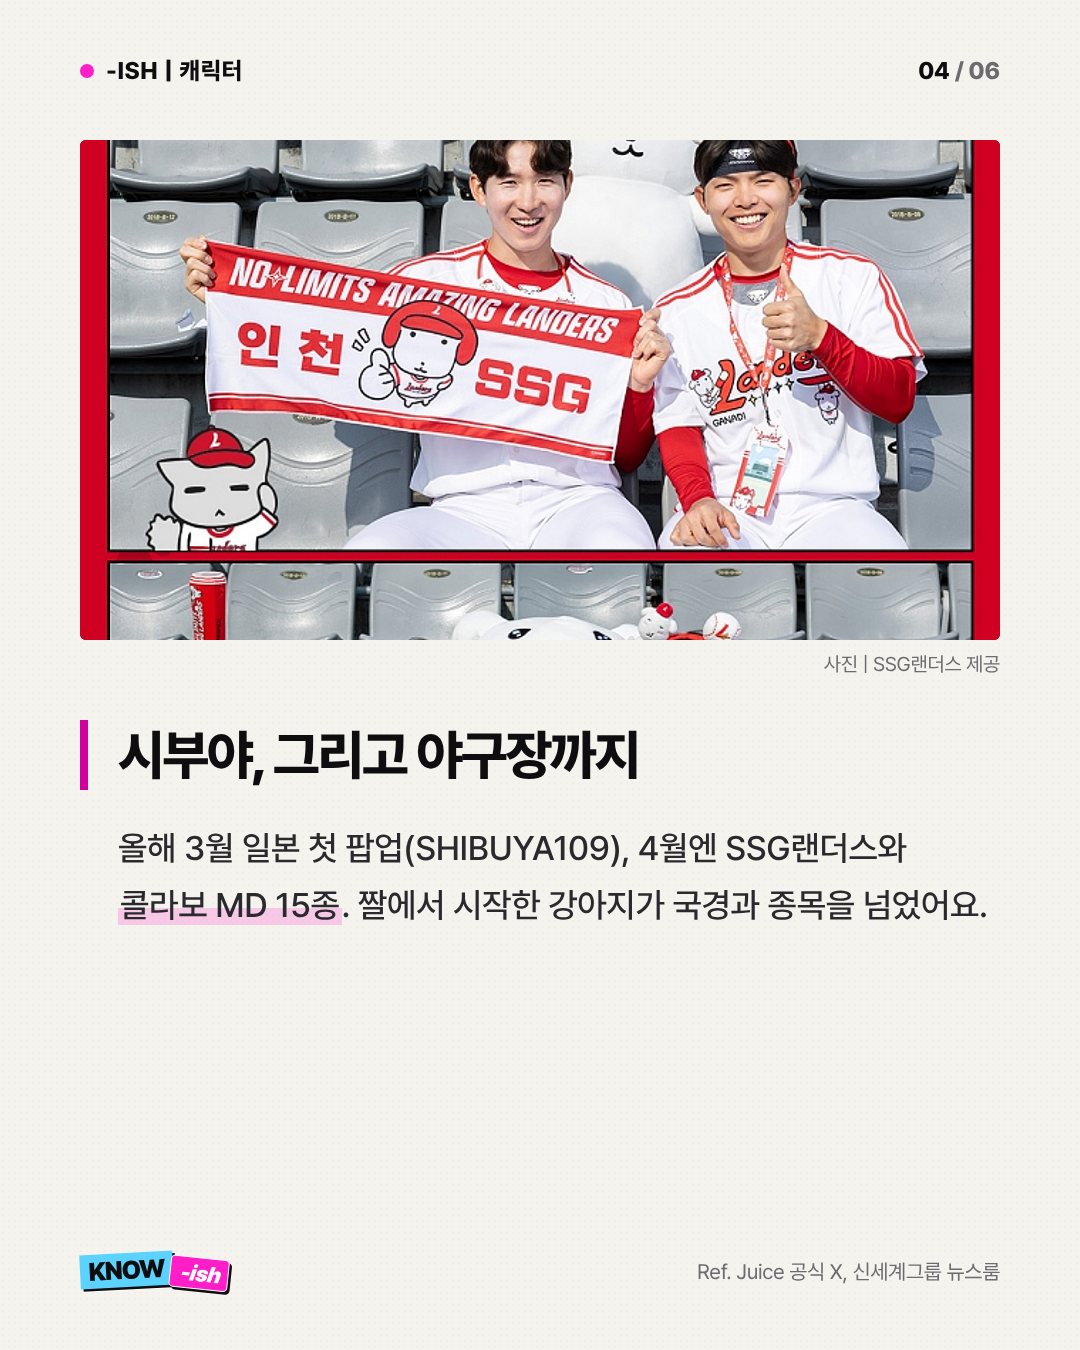 -ISH | 캐릭터
04 / 06
NO LIMITS AMAZING LANDERS
인천 SSG
Landers
GANADI
사진 | SSG랜더스 제공
시부야, 그리고 야구장까지
올해 3월 일본 첫 팝업(SHIBUYA109), 4월엔 SSG랜더스와
콜라보 MD 15종. 짤에서 시작한 강아지가 국경과 종목을 넘었어요.
KNOW -ish
Ref. Juice 공식 X, 신세계그룹 뉴스룸